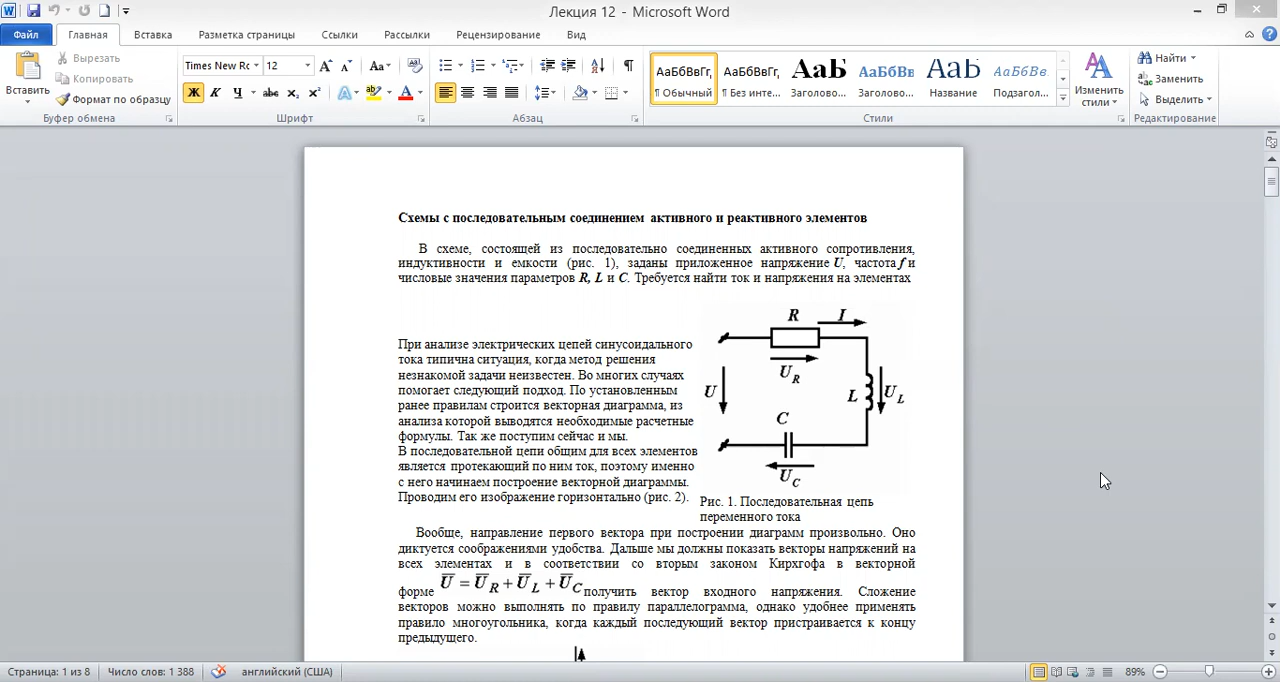 Лекция 12 - Microsoft Word
Файл Главная Вставка Разметка страницы Ссылки Рассылки Рецензирование Вид
Вставить
Вырезать
Копировать
Формат по образцу
Буфер обмена
Times New Rc 12
Шрифт
Абзац
АаБбВвГг, АаБбВвГг, АаБ АаБбВв АаБ АаБбВв.
¶ Обычный ¶ Без инте... Заголово... Заголово... Название Подзагол...
Стили
Изменить стили
Найти
Заменить
Выделить
Редактирование
Схемы с последовательным соединением активного и реактивного элементов
В схеме, состоящей из последовательно соединенных активного сопротивления,
индуктивности и емкости (рис. 1), заданы приложенное напряжение U, частота f и
числовые значения параметров R, L и C. Требуется найти ток и напряжения на элементах
При анализе электрических цепей синусоидального
тока типична ситуация, когда метод решения
незнакомой задачи неизвестен. Во многих случаях
помогает следующий подход. По установленным
ранее правилам строится векторная диаграмма, из
анализа которой выводятся необходимые расчетные
формулы. Так же поступим сейчас и мы.
В последовательной цепи общим для всех элементов
является протекающий по ним ток, поэтому именно
с него начинаем построение векторной диаграммы.
Проводим его изображение горизонтально (рис. 2).
R I
U_R
U L U_L
C
U_C
Рис. 1. Последовательная цепь
переменного тока
Вообще, направление первого вектора при построении диаграмм произвольно. Оно
диктуется соображениями удобства. Дальше мы должны показать векторы напряжений на
всех элементах и в соответствии со вторым законом Кирхгофа в векторной
форме U̅ = U̅_R + U̅_L + U̅_C получить вектор входного напряжения. Сложение
векторов можно выполнять по правилу параллелограмма, однако удобнее применять
правило многоугольника, когда каждый последующий вектор пристраивается к концу
предыдущего.
Страница: 1 из 8 Число слов: 1 388 английский (США) 89%